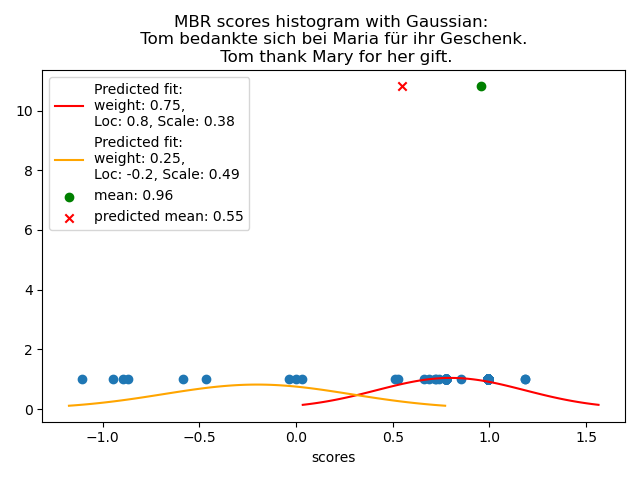 MBR scores histogram with Gaussian:
Tom bedankte sich bei Maria für ihr Geschenk.
Tom thank Mary for her gift.
Predicted fit:
weight: 0.75,
Loc: 0.8, Scale: 0.38
Predicted fit:
weight: 0.25,
Loc: -0.2, Scale: 0.49
mean: 0.96
predicted mean: 0.55
10
8
6
4
2
0
−1.0 −0.5 0.0 0.5 1.0 1.5
scores